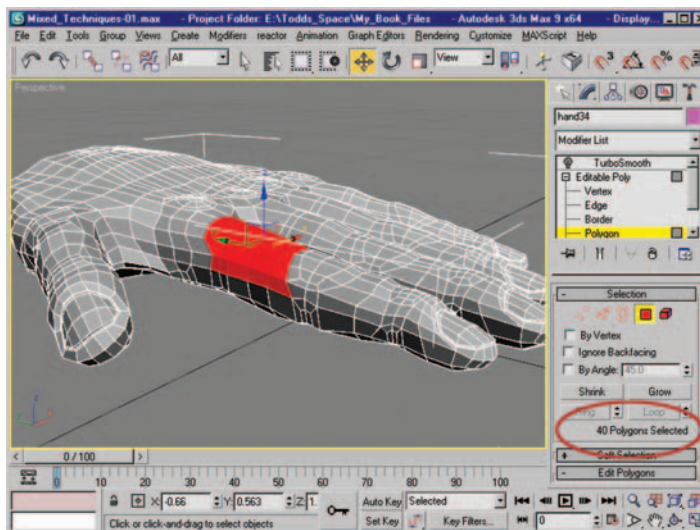 Mixed_Techniques-01.max - Project Folder: E:\Todds_Space\My_Book_Files - Autodesk 3ds Max 9 x64 - Display...
File Edit Tools Group Views Create Modifiers reactor Animation Graph Editors Rendering Customize MAXScript Help
All
View
3
Perspective
hand34
Modifier List
TurboSmooth
Editable Poly
Vertex
Edge
Border
Polygon
- Selection
By Vertex
Ignore Backfacing
By Angle: 45.0
Shrink Grow
Ring Loop
40 Polygons Selected
+ Soft Selection
- Edit Polygons
< 0 / 100 >
0 10 20 30 40 50 60 70 80 90 100
X: -0.66 Y: 0.563 Z: 1.
Auto Key Selected
Click or click-and-drag to select objects
Set Key Key Filters... 0